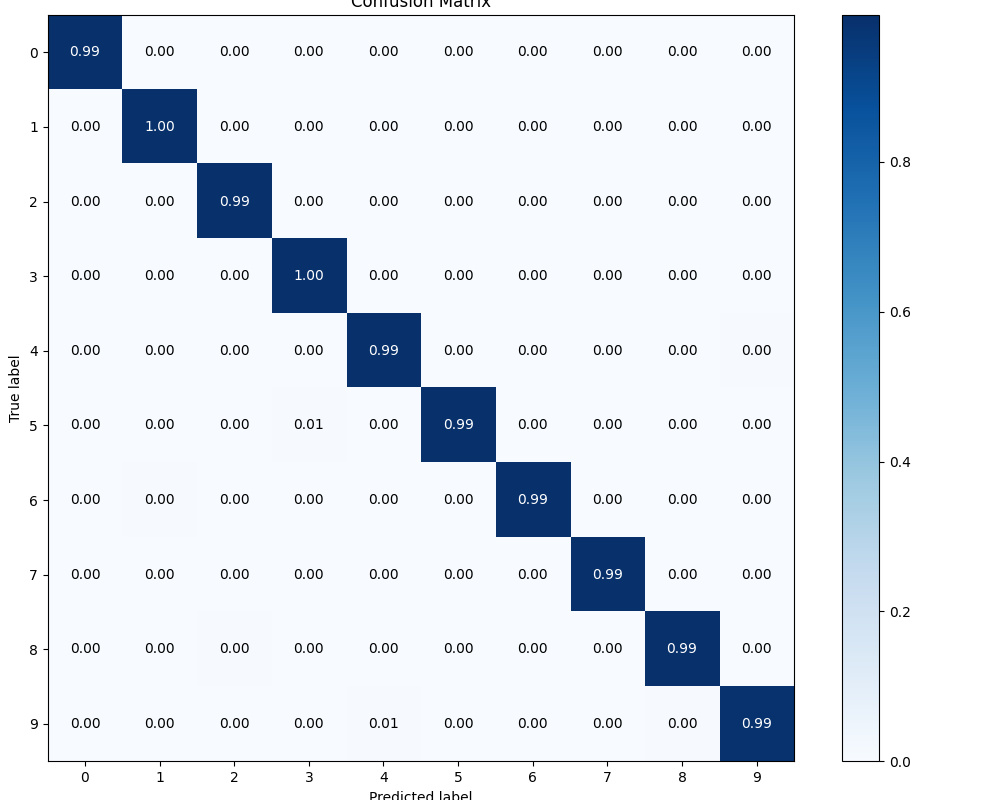 Confusion Matrix
0 0.99 0.00 0.00 0.00 0.00 0.00 0.00 0.00 0.00 0.00
1 0.00 1.00 0.00 0.00 0.00 0.00 0.00 0.00 0.00 0.00
2 0.00 0.00 0.99 0.00 0.00 0.00 0.00 0.00 0.00 0.00
3 0.00 0.00 0.00 1.00 0.00 0.00 0.00 0.00 0.00 0.00
4 0.00 0.00 0.00 0.00 0.99 0.00 0.00 0.00 0.00 0.00
5 0.00 0.00 0.00 0.01 0.00 0.99 0.00 0.00 0.00 0.00
6 0.00 0.00 0.00 0.00 0.00 0.00 0.99 0.00 0.00 0.00
7 0.00 0.00 0.00 0.00 0.00 0.00 0.00 0.99 0.00 0.00
8 0.00 0.00 0.00 0.00 0.00 0.00 0.00 0.00 0.99 0.00
9 0.00 0.00 0.00 0.00 0.01 0.00 0.00 0.00 0.00 0.99
0 1 2 3 4 5 6 7 8 9
True label
Predicted label
0.8
0.6
0.4
0.2
0.0